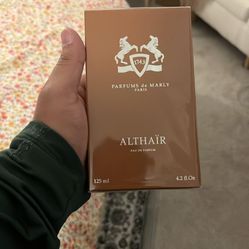 1743
PARFUMS de MARLY
PARIS
ALTHAÏR
EAU DE PARFUM
125 ml 4.2 fl.Oz